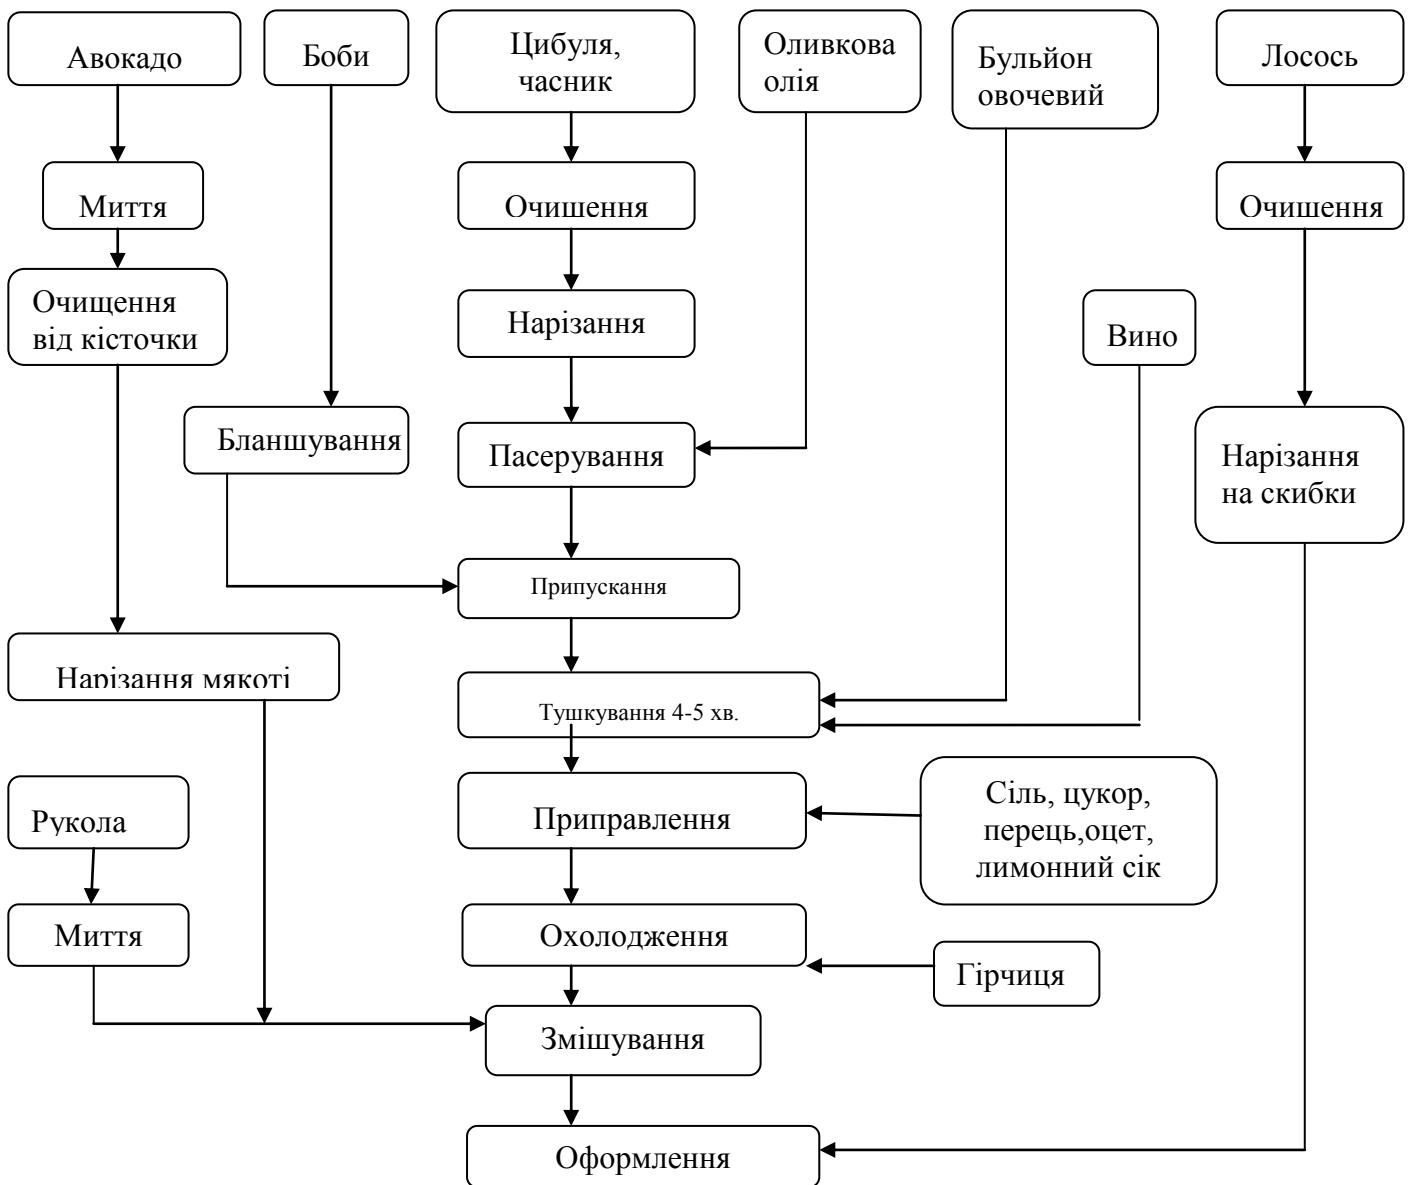 Авокадо
Боби
Цибуля,
часник
Оливкова
олія
Бульйон
овочевий
Лосось
Миття
Очишення
Очишення
Очищення
від кісточки
Нарізання
Вино
Бланшування
Пасерування
Нарізання
на скибки
Припускання
Нарізання мякоті
Тушкування 4-5 хв.
Рукола
Приправлення
Сіль, цукор,
перець,оцет,
лимонний сік
Миття
Охолодження
Гірчиця
Змішування
Оформлення